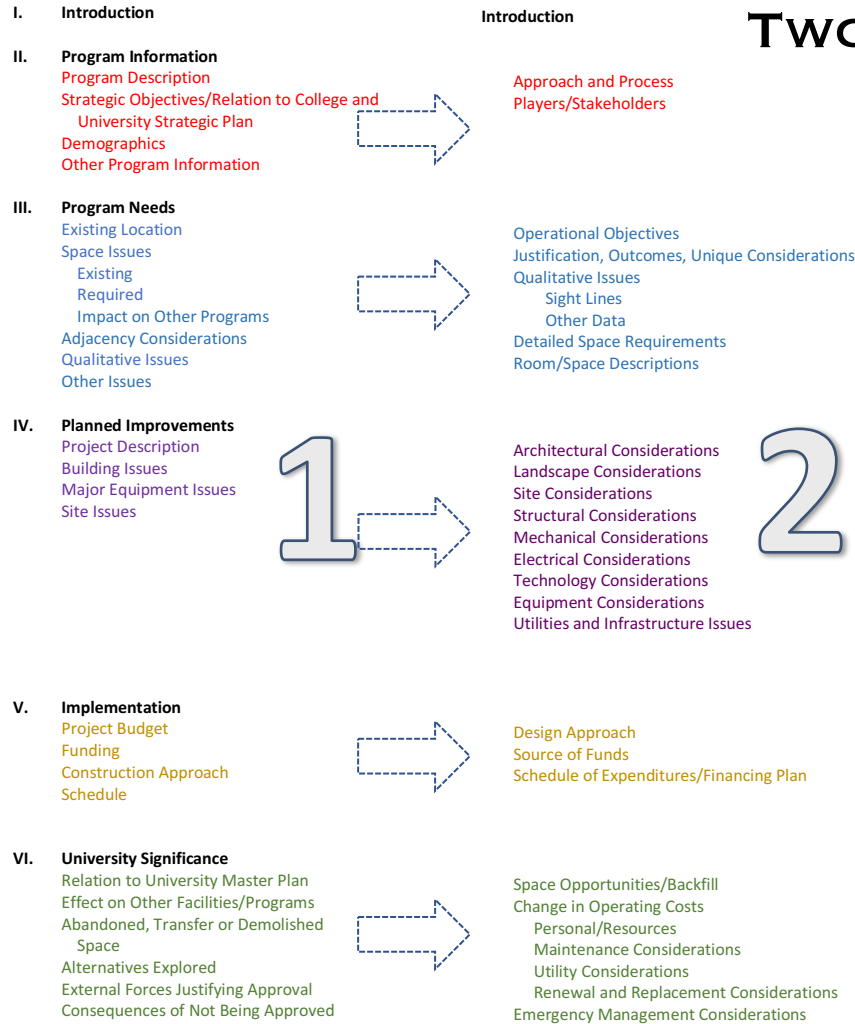 I. Introduction
Introduction
II. Program Information
Program Description
Strategic Objectives/Relation to College and
University Strategic Plan
Demographics
Other Program Information
Approach and Process
Players/Stakeholders
III. Program Needs
Existing Location
Space Issues
Existing
Required
Impact on Other Programs
Adjacency Considerations
Qualitative Issues
Other Issues
Operational Objectives
Justification, Outcomes, Unique Considerations
Qualitative Issues
Sight Lines
Other Data
Detailed Space Requirements
Room/Space Descriptions
IV. Planned Improvements
Project Description
Building Issues
Major Equipment Issues
Site Issues
1
Architectural Considerations
Landscape Considerations
Site Considerations
Structural Considerations
Mechanical Considerations
Electrical Considerations
Technology Considerations
Equipment Considerations
Utilities and Infrastructure Issues
2
V. Implementation
Project Budget
Funding
Construction Approach
Schedule
Design Approach
Source of Funds
Schedule of Expenditures/Financing Plan
VI. University Significance
Relation to University Master Plan
Effect on Other Facilities/Programs
Abandoned, Transfer or Demolished
Space
Alternatives Explored
External Forces Justifying Approval
Consequences of Not Being Approved
Space Opportunities/Backfill
Change in Operating Costs
Personal/Resources
Maintenance Considerations
Utility Considerations
Renewal and Replacement Considerations
Emergency Management Considerations